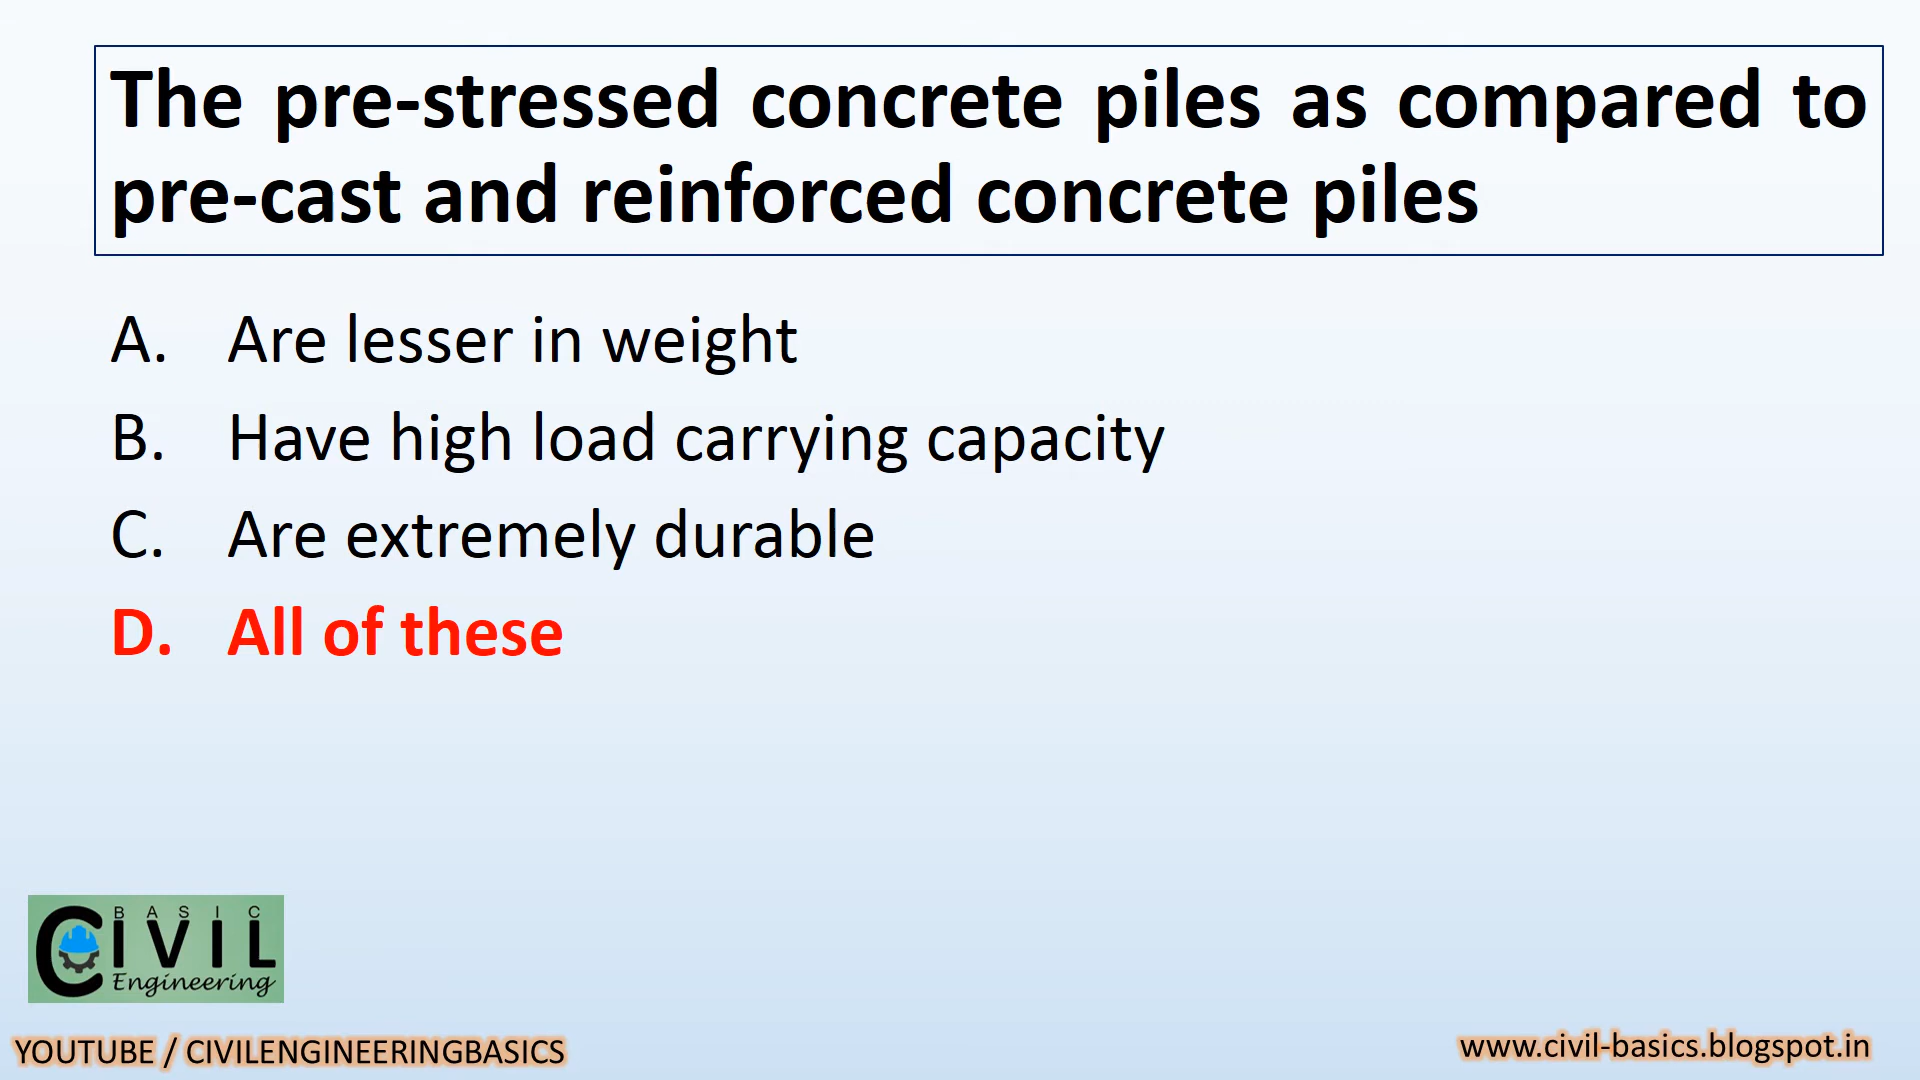 The pre-stressed concrete piles as compared to
pre-cast and reinforced concrete piles
A. Are lesser in weight
B. Have high load carrying capacity
C. Are extremely durable
D. All of these
BASIC
CIVIL
Engineering
YOUTUBE / CIVILENGINEERINGBASICS
www.civil-basics.blogspot.in